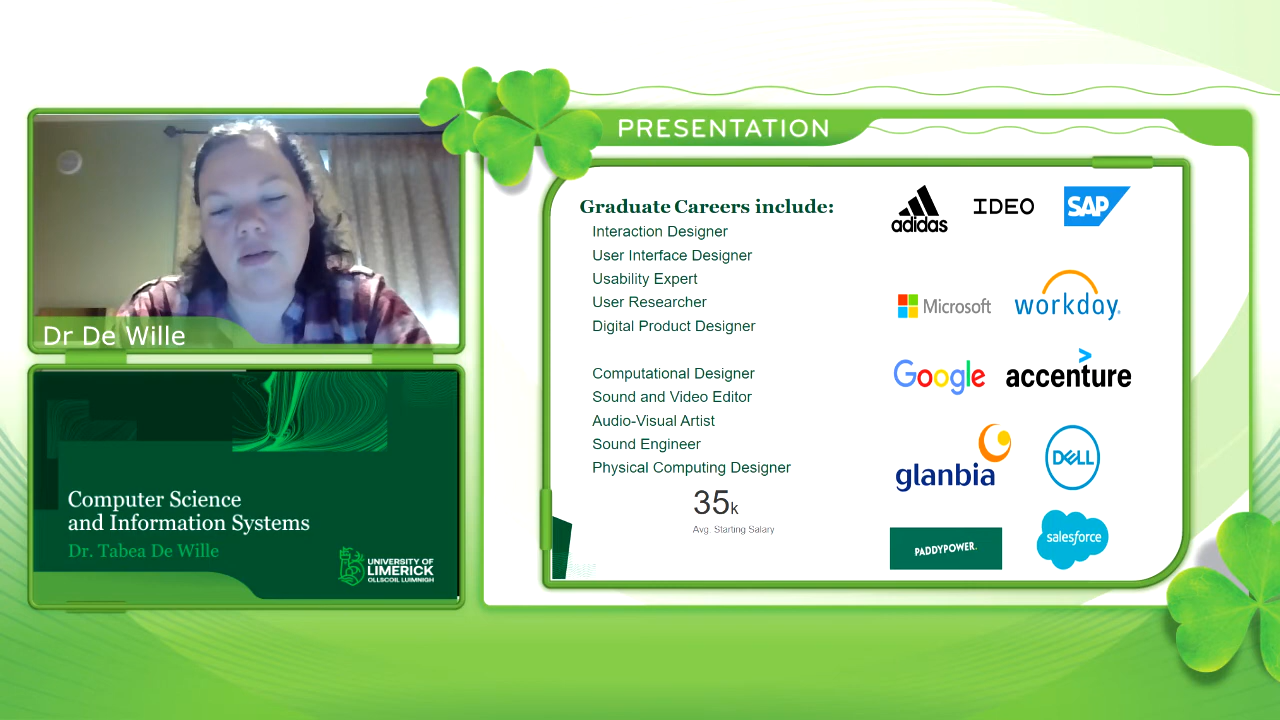 Dr De Wille
Computer Science
and Information Systems
Dr. Tabea De Wille
UNIVERSITY OF
LIMERICK
OLLSCOIL LUIMNIGH
PRESENTATION
Graduate Careers include:
Interaction Designer
User Interface Designer
Usability Expert
User Researcher
Digital Product Designer
Computational Designer
Sound and Video Editor
Audio-Visual Artist
Sound Engineer
Physical Computing Designer
35k
Avg. Starting Salary
adidas
IDEO
SAP
Microsoft
workday.
Google
accenture
glanbia
DELL
PADDYPOWER.
salesforce